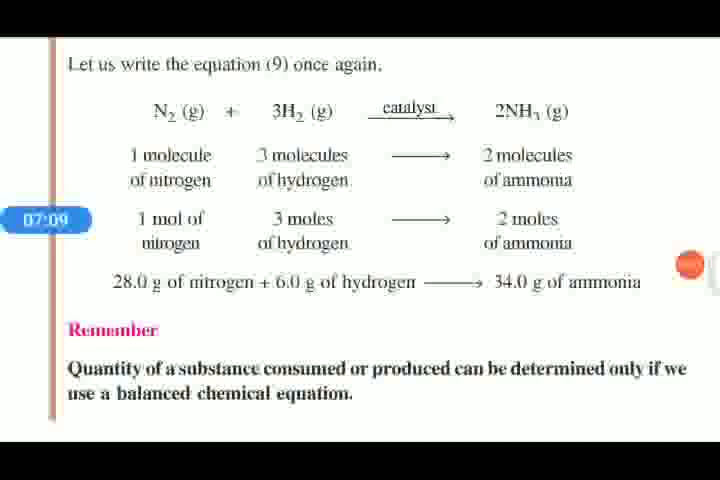 Let us write the equation (9) once again,
N₂ (g) + 3H₂ (g) catalyst → 2NH₃ (g)
1 molecule 3 molecules → 2 molecules
of nitrogen of hydrogen of ammonia
07:09
1 mol of 3 moles → 2 moles
nitrogen of hydrogen of ammonia
28.0 g of nitrogen + 6.0 g of hydrogen → 34.0 g of ammonia
Remember
Quantity of a substance consumed or produced can be determined only if we
use a balanced chemical equation.